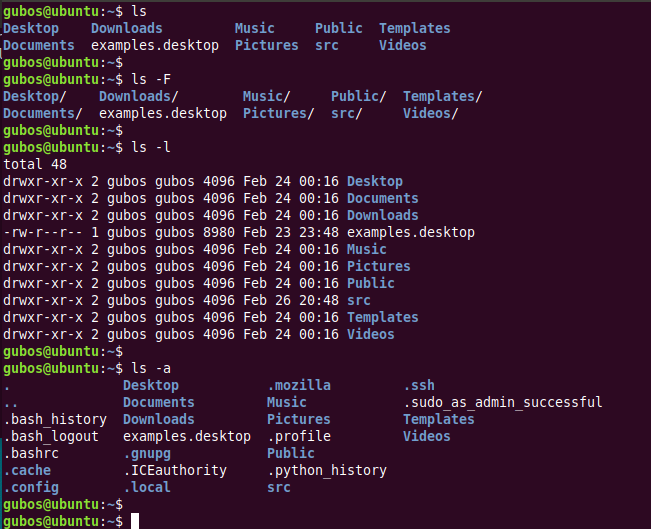 gubos@ubuntu:~$ ls
Desktop    Downloads         Music     Public  Templates
Documents  examples.desktop  Pictures  src     Videos
gubos@ubuntu:~$
gubos@ubuntu:~$ ls -F
Desktop/    Downloads/        Music/     Public/  Templates/
Documents/  examples.desktop  Pictures/  src/     Videos/
gubos@ubuntu:~$
gubos@ubuntu:~$ ls -l
total 48
drwxr-xr-x 2 gubos gubos 4096 Feb 24 00:16 Desktop
drwxr-xr-x 2 gubos gubos 4096 Feb 24 00:16 Documents
drwxr-xr-x 2 gubos gubos 4096 Feb 24 00:16 Downloads
-rw-r--r-- 1 gubos gubos 8980 Feb 23 23:48 examples.desktop
drwxr-xr-x 2 gubos gubos 4096 Feb 24 00:16 Music
drwxr-xr-x 2 gubos gubos 4096 Feb 24 00:16 Pictures
drwxr-xr-x 2 gubos gubos 4096 Feb 24 00:16 Public
drwxr-xr-x 2 gubos gubos 4096 Feb 26 20:48 src
drwxr-xr-x 2 gubos gubos 4096 Feb 24 00:16 Templates
drwxr-xr-x 2 gubos gubos 4096 Feb 24 00:16 Videos
gubos@ubuntu:~$
gubos@ubuntu:~$ ls -a
.              Desktop           .mozilla         .ssh
..             Documents         Music            .sudo_as_admin_successful
.bash_history  Downloads         Pictures         Templates
.bash_logout   examples.desktop  .profile         Videos
.bashrc        .gnupg            Public
.cache         .ICEauthority     .python_history
.config        .local            src
gubos@ubuntu:~$
gubos@ubuntu:~$